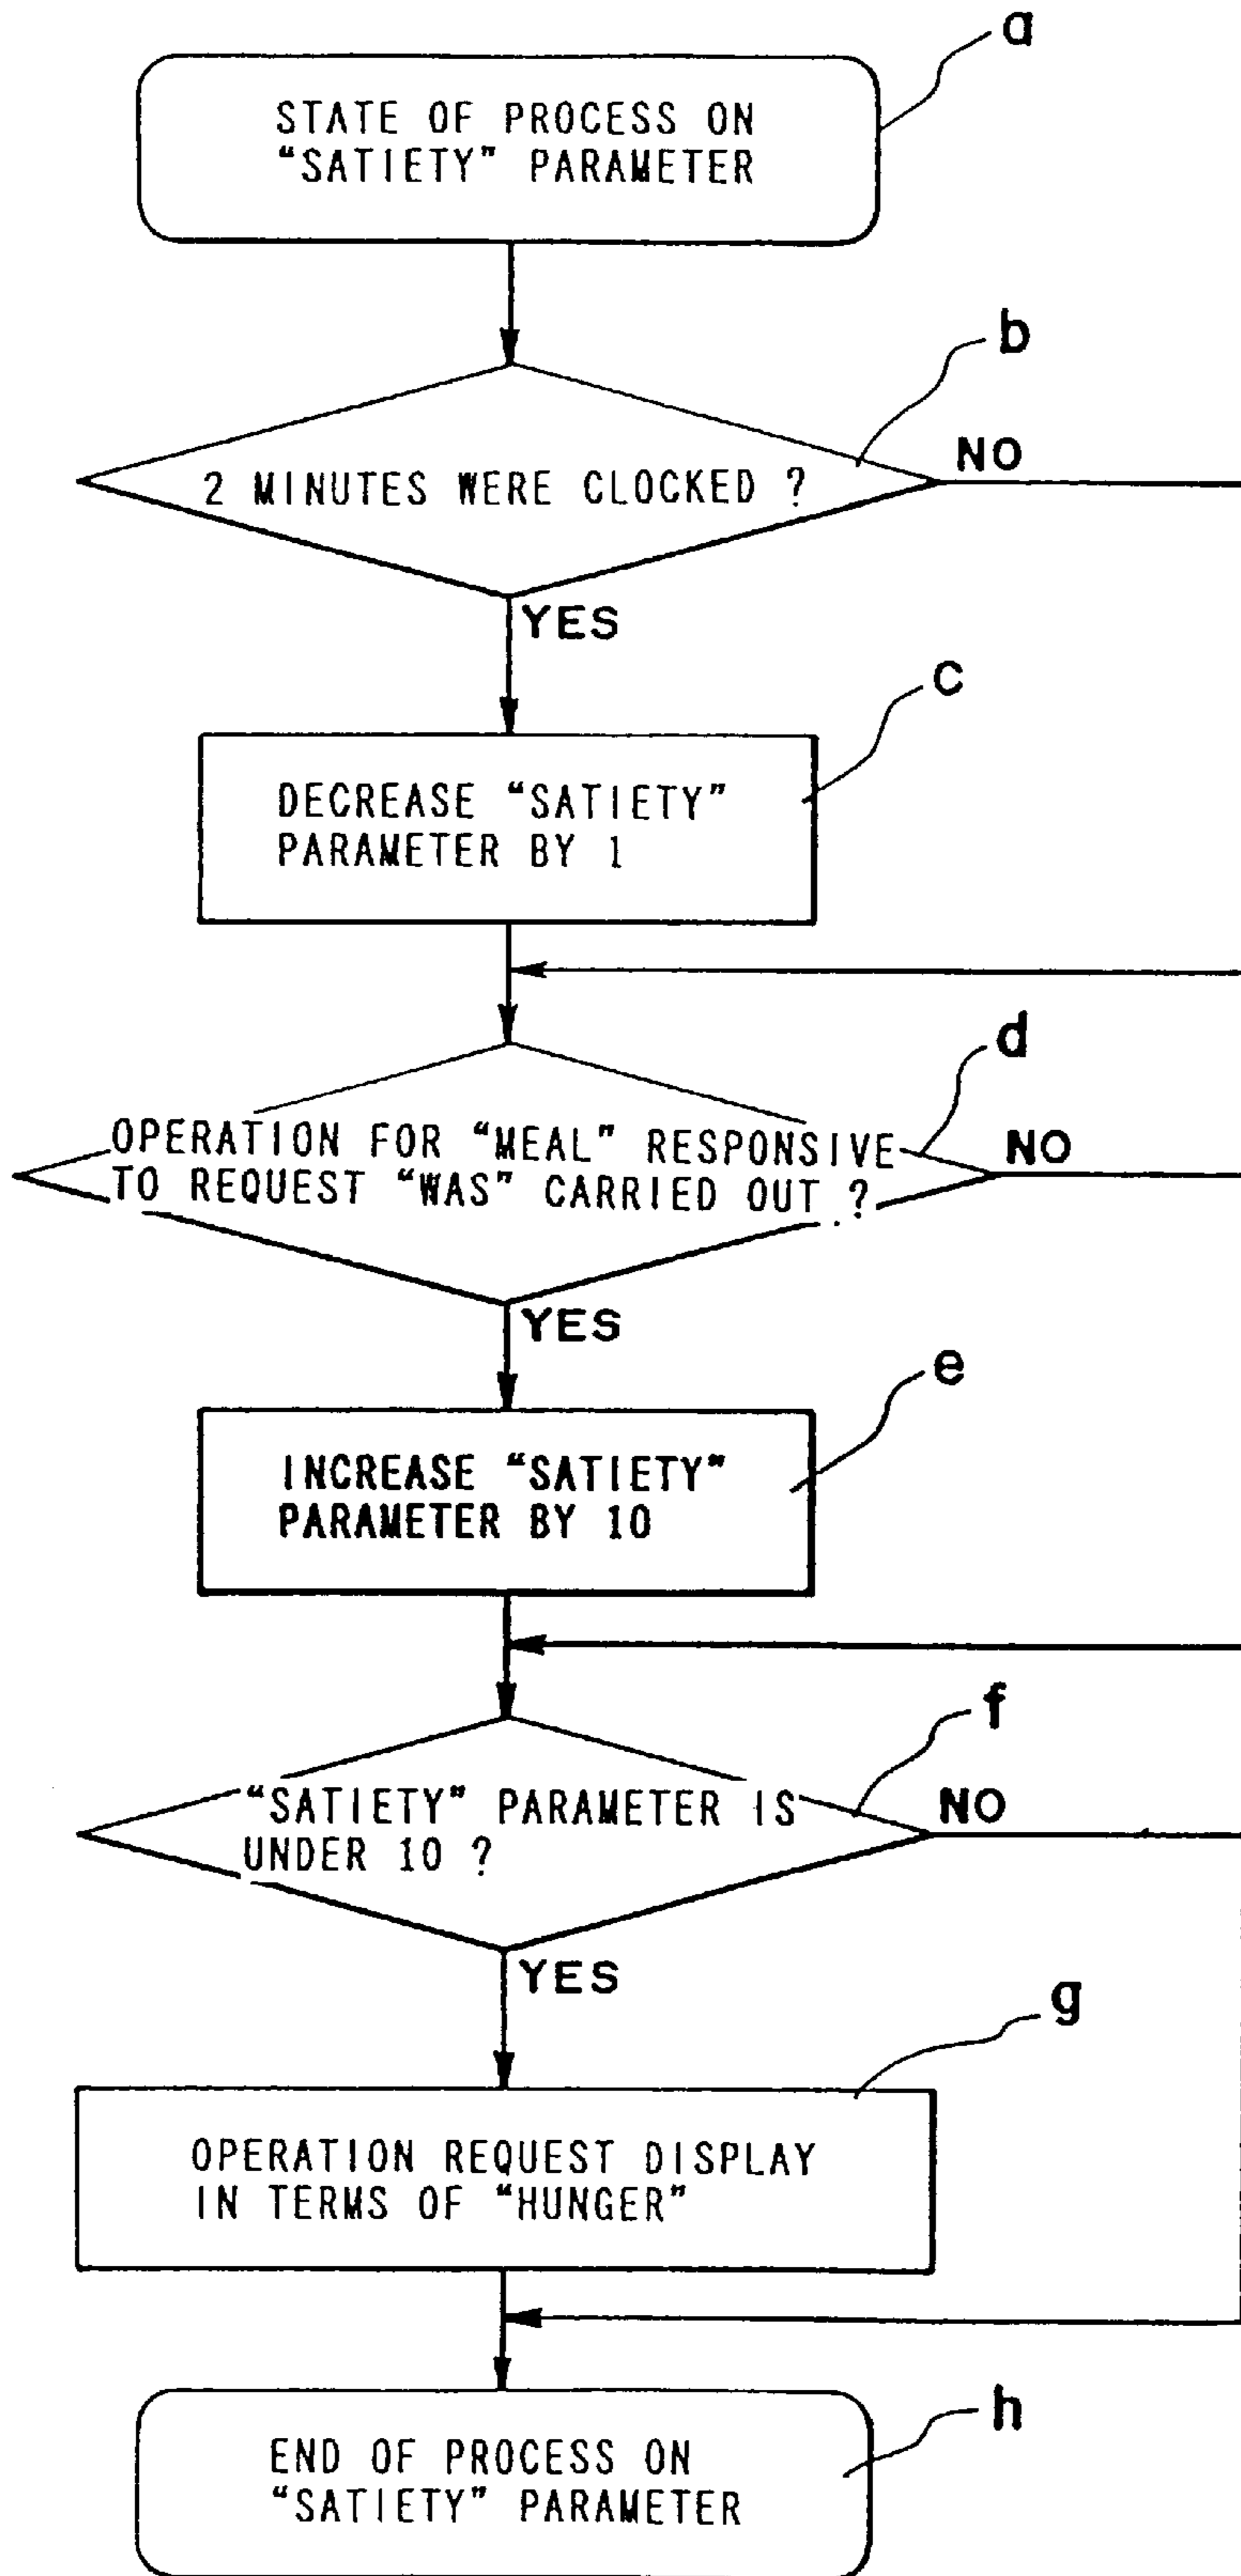 a
STATE OF PROCESS ON
“SATIETY” PARAMETER
b
2 MINUTES WERE CLOCKED ?
NO
YES
c
DECREASE “SATIETY”
PARAMETER BY 1
d
OPERATION FOR “MEAL” RESPONSIVE
TO REQUEST “WAS” CARRIED OUT ?
NO
YES
e
INCREASE “SATIETY”
PARAMETER BY 10
f
“SATIETY” PARAMETER IS
UNDER 10 ?
NO
YES
g
OPERATION REQUEST DISPLAY
IN TERMS OF “HUNGER”
h
END OF PROCESS ON
“SATIETY” PARAMETER